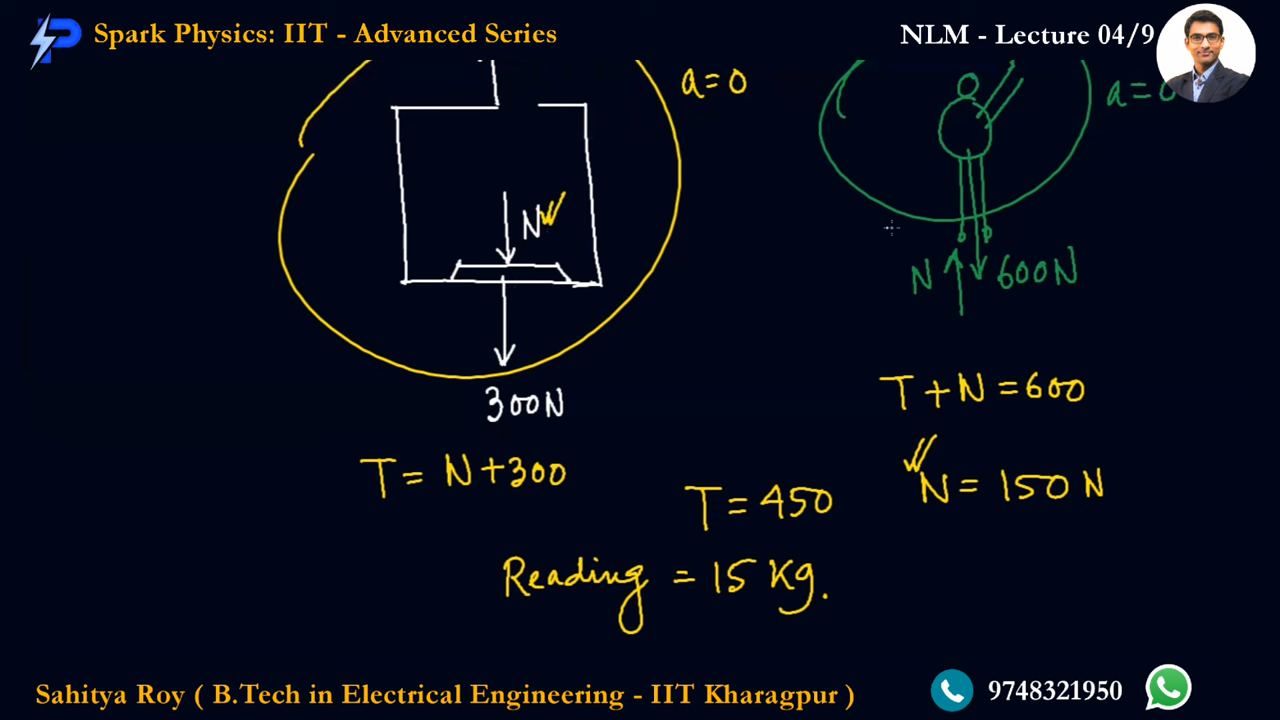 Spark Physics: IIT - Advanced Series
NLM - Lecture 04/9
a=0
a=0
N
N
600N
300N
T+N=600
T= N+300
N= 150 N
T= 450
Reading = 15 Kg.
Sahitya Roy ( B.Tech in Electrical Engineering - IIT Kharagpur )
9748321950